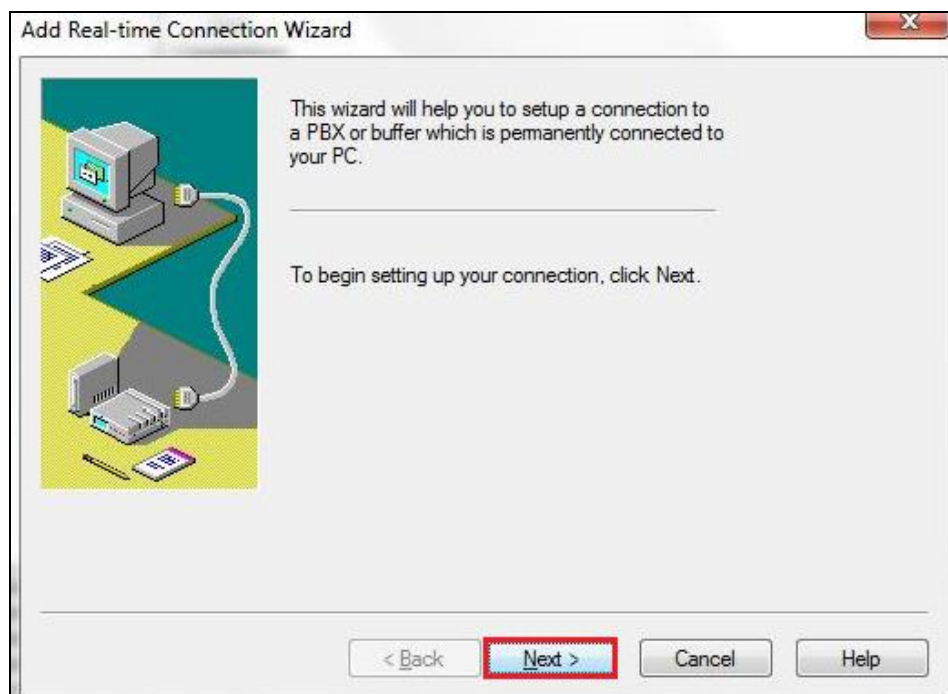 Add Real-time Connection Wizard
X
This wizard will help you to setup a connection to
a PBX or buffer which is permanently connected to
your PC.
To begin setting up your connection, click Next.
< Back
Next >
Cancel
Help